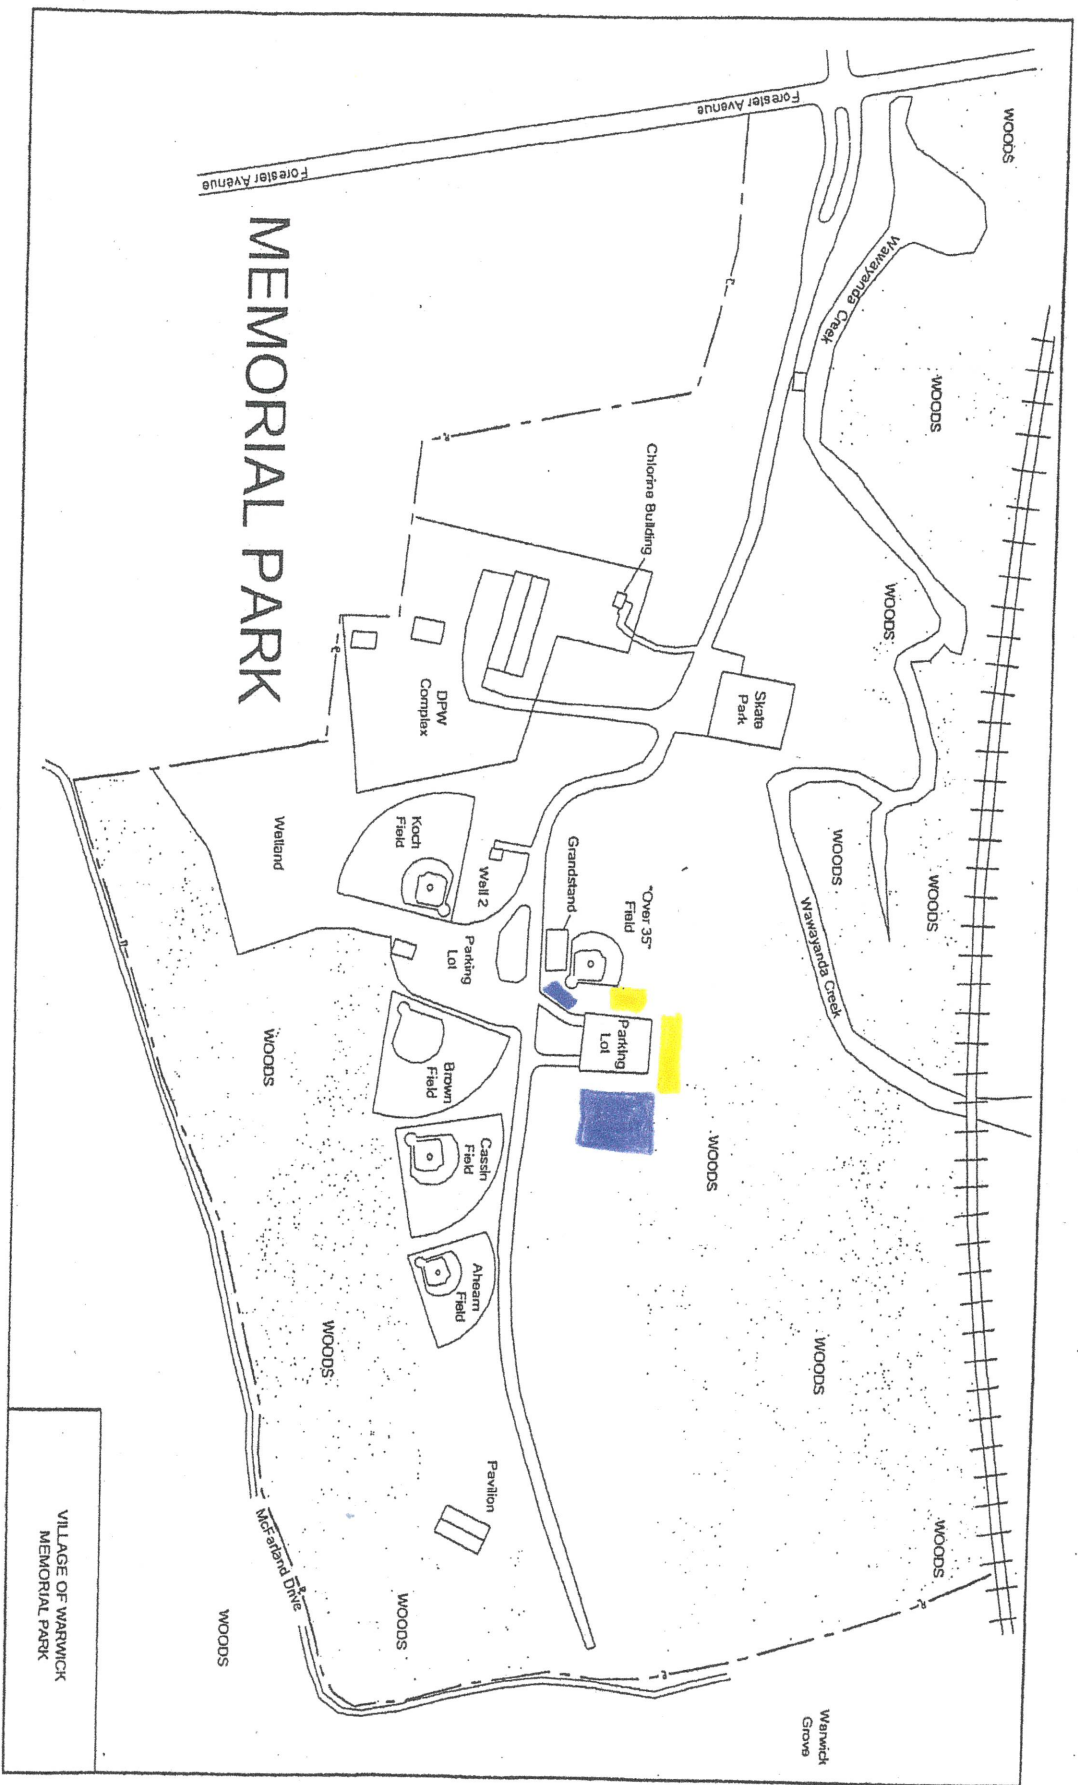 MEMORIAL PARK
Forester Avenue
Forester Avenue
WOODS
Wawayanda Creek
WOODS
WOODS
Chlorine Building
Skate
Park
DPW
Complex
WOODS
WOODS
Wawayanda Creek
"Over 35"
Field
Grandstand
Well 2
Koch
Field
Wetland
Parking
Lot
Parking
Lot
WOODS
WOODS
Brown
Field
Cassin
Field
Ahearn
Field
WOODS
WOODS
WOODS
Pavilion
McFarland Drive
WOODS
WOODS
Warwick
Grove
VILLAGE OF WARWICK
MEMORIAL PARK